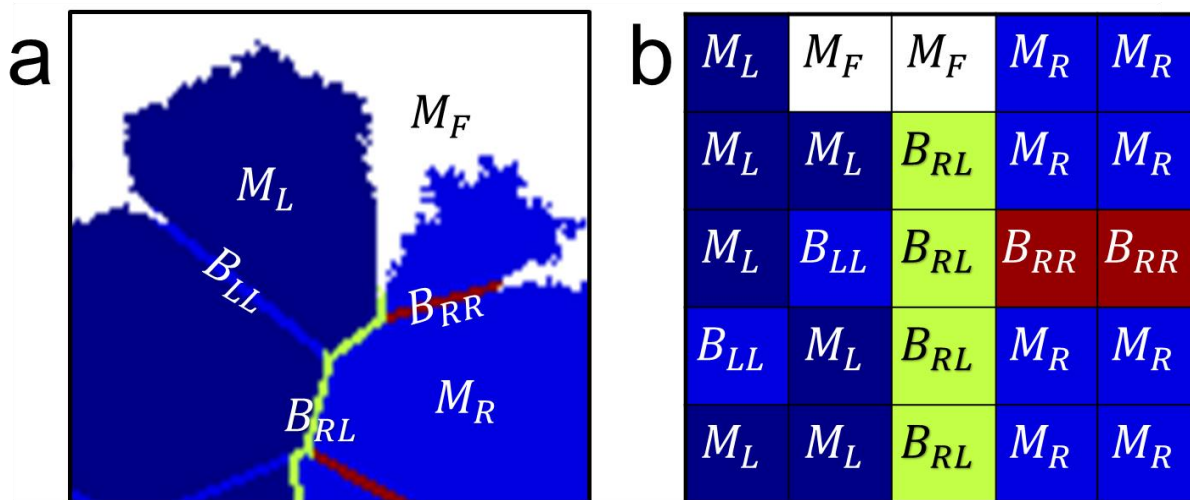 a
M_F
M_L
B_LL
B_RR
M_R
B_RL
b
M_L M_F M_F M_R M_R
M_L M_L B_RL M_R M_R
M_L B_LL B_RL B_RR B_RR
B_LL M_L B_RL M_R M_R
M_L M_L B_RL M_R M_R